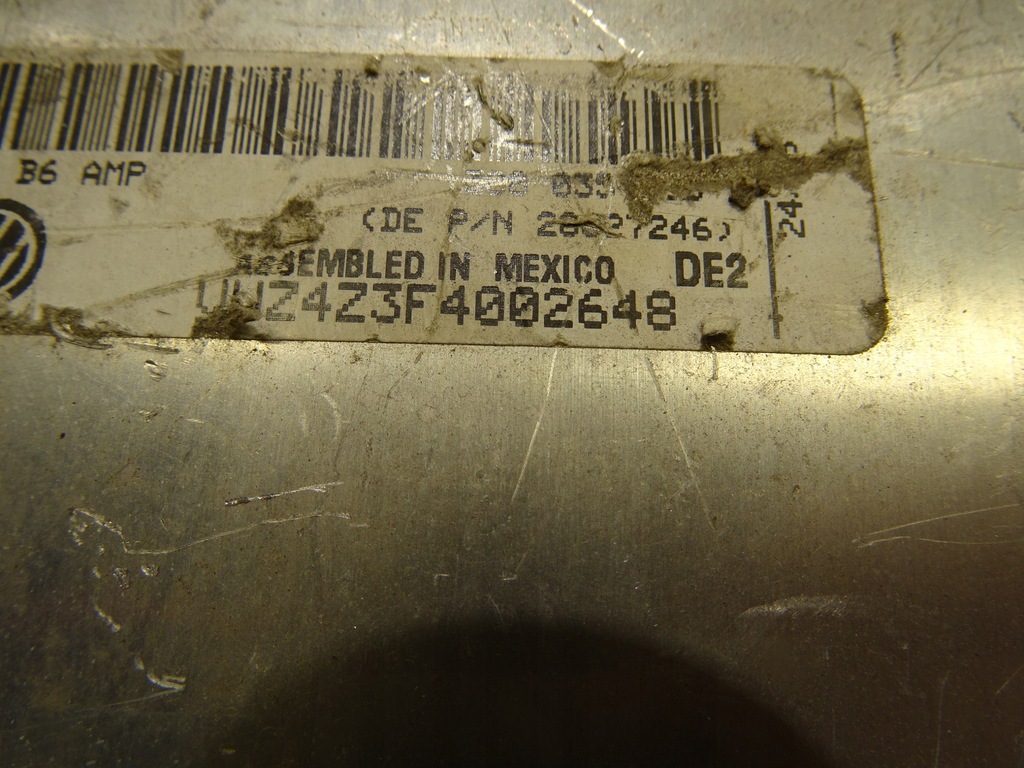 B6 AMP
(DE P/N
ASSEMBLED IN MEXICO DE2
VWZ4Z3F4002648